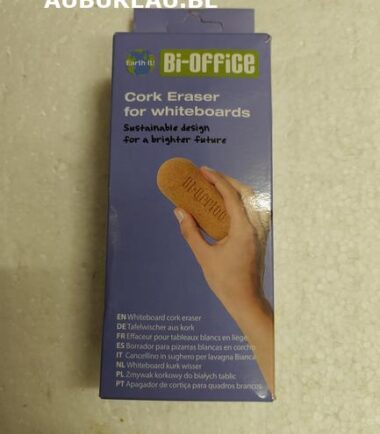 AUBUKLAU.BE
Earth it!
Bi-OFFiCE
Cork Eraser
for whiteboards
Sustainable design
for a brighter future
Bi-OFFiCE
EN Whiteboard cork eraser
DE Tafelwischer aus kork
FR Effaceur pour tableaux blancs en liège
ES Borrador para pizarras blancas en corcho
IT Cancellino in sughero per lavagna Bianca
NL Whiteboard kurk wisser
PL Zmywak korkowy do białych tablic
PT Apagador de cortiça para quadros brancos